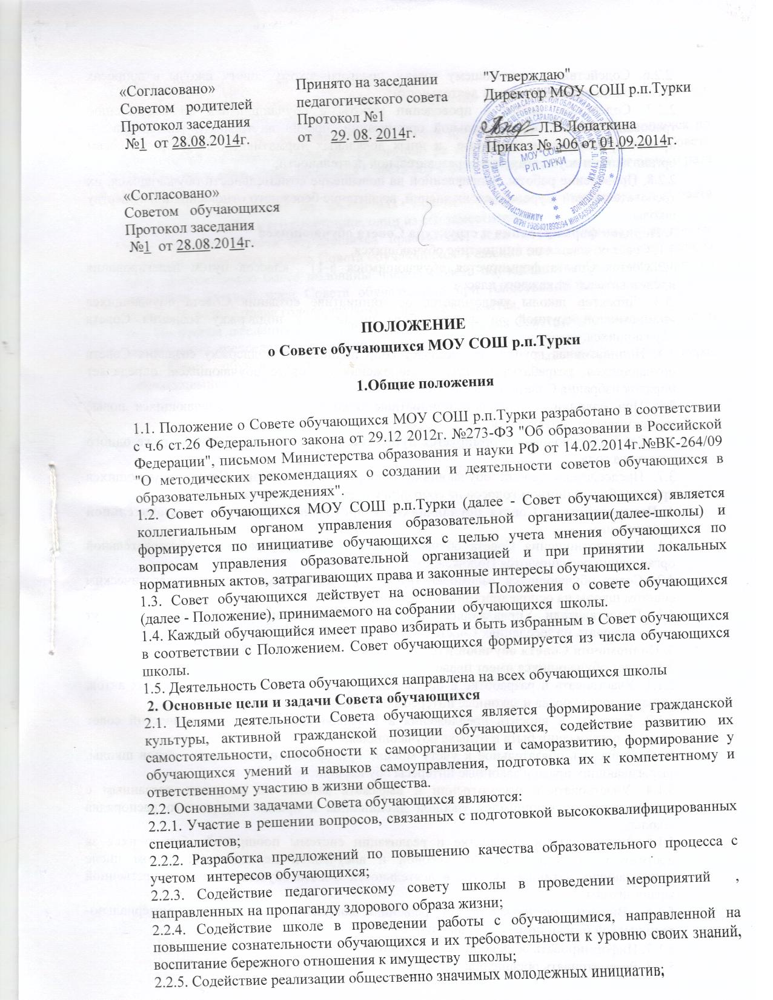 «Согласовано»
Советом родителей
Протокол заседания
№1 от 28.08.2014г.
Принято на заседании
педагогического совета
Протокол №1
от 29. 08. 2014г.
"Утверждаю"
Директор МОУ СОШ р.п.Турки
Л.В.Лопаткина
Приказ № 306 от 01.09.2014г.
МОУ "СОШ"
Р.П. ТУРКИ
«Согласовано»
Советом обучающихся
Протокол заседания
№1 от 28.08.2014г.
ПОЛОЖЕНИЕ
о Совете обучающихся МОУ СОШ р.п.Турки
1.Общие положения
1.1. Положение о Совете обучающихся МОУ СОШ р.п.Турки разработано в соответствии
с ч.6 ст.26 Федерального закона от 29.12 2012г. №273-ФЗ "Об образовании в Российской
Федерации", письмом Министерства образования и науки РФ от 14.02.2014г.№ВК-264/09
"О методических рекомендациях о создании и деятельности советов обучающихся в
образовательных учреждениях".
1.2. Совет обучающихся МОУ СОШ р.п.Турки (далее - Совет обучающихся) является
коллегиальным органом управления образовательной организации(далее-школы) и
формируется по инициативе обучающихся с целью учета мнения обучающихся по
вопросам управления образовательной организацией и при принятии локальных
нормативных актов, затрагивающих права и законные интересы обучающихся.
1.3. Совет обучающихся действует на основании Положения о совете обучающихся
(далее - Положение), принимаемого на собрании обучающихся школы.
1.4. Каждый обучающийся имеет право избирать и быть избранным в Совет обучающихся
в соответствии с Положением. Совет обучающихся формируется из числа обучающихся
школы.
1.5. Деятельность Совета обучающихся направлена на всех обучающихся школы
2. Основные цели и задачи Совета обучающихся
2.1. Целями деятельности Совета обучающихся является формирование гражданской
культуры, активной гражданской позиции обучающихся, содействие развитию их
самостоятельности, способности к самоорганизации и саморазвитию, формирование у
обучающихся умений и навыков самоуправления, подготовка их к компетентному и
ответственному участию в жизни общества.
2.2. Основными задачами Совета обучающихся являются:
2.2.1. Участие в решении вопросов, связанных с подготовкой высококвалифицированных
специалистов;
2.2.2. Разработка предложений по повышению качества образовательного процесса с
учетом интересов обучающихся;
2.2.3. Содействие педагогическому совету школы в проведении мероприятий ,
направленных на пропаганду здорового образа жизни;
2.2.4. Содействие школе в проведении работы с обучающимися, направленной на
повышение сознательности обучающихся и их требовательности к уровню своих знаний,
воспитание бережного отношения к имуществу школы;
2.2.5. Содействие реализации общественно значимых молодежных инициатив;